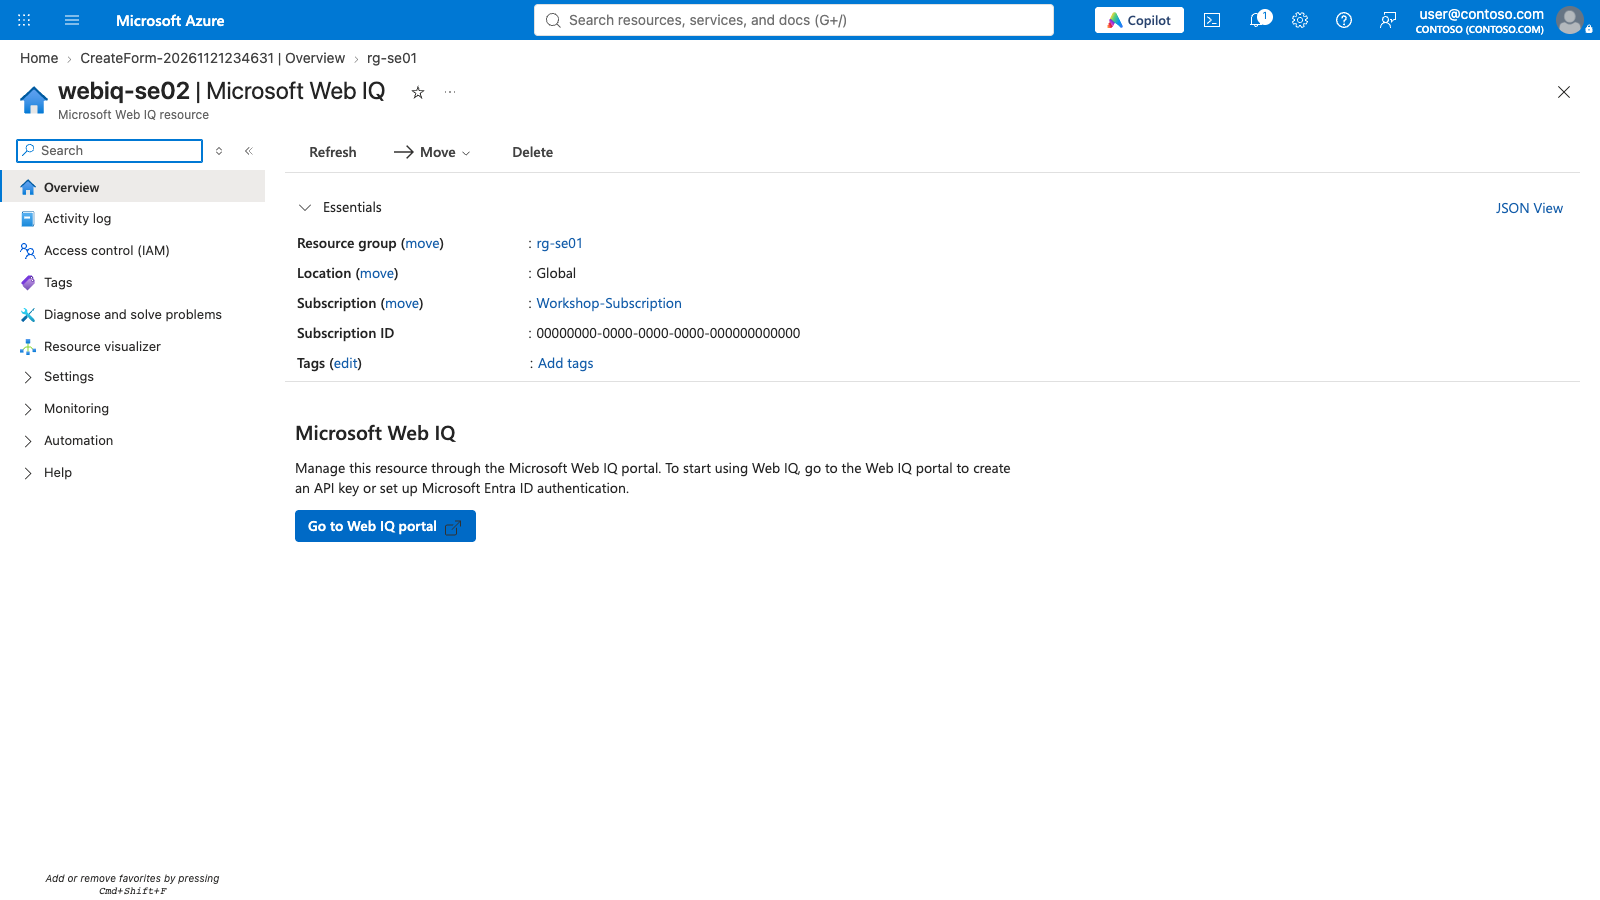 Microsoft Azure
Search resources, services, and docs (G+/)
Copilot
1
user@contoso.com
CONTOSO (CONTOSO.COM)
Home › CreateForm-20261121234631 | Overview › rg-se01
webiq-se02 | Microsoft Web IQ
Microsoft Web IQ resource
Search
Refresh
Move
Delete
Overview
Activity log
Access control (IAM)
Tags
Diagnose and solve problems
Resource visualizer
Settings
Monitoring
Automation
Help
Essentials
JSON View
Resource group (move) : rg-se01
Location (move) : Global
Subscription (move) : Workshop-Subscription
Subscription ID : 00000000-0000-0000-0000-000000000000
Tags (edit) : Add tags
Microsoft Web IQ
Manage this resource through the Microsoft Web IQ portal. To start using Web IQ, go to the Web IQ portal to create
an API key or set up Microsoft Entra ID authentication.
Go to Web IQ portal
Add or remove favorites by pressing
Cmd+Shift+F